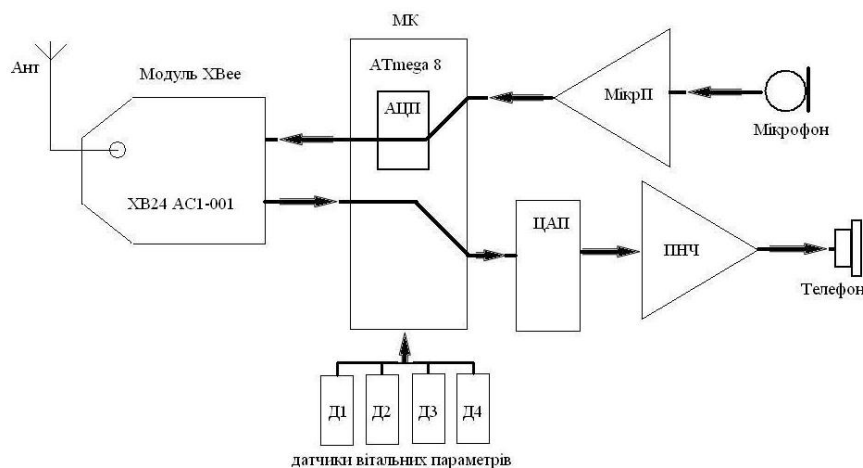 МК
Ант
Модуль XBee
ATmega 8
АЦП
МікрП
Мікрофон
XB24 AC1-001
ЦАП
ПНЧ
Телефон
Д1 Д2 Д3 Д4
датчики вітальних параметрів